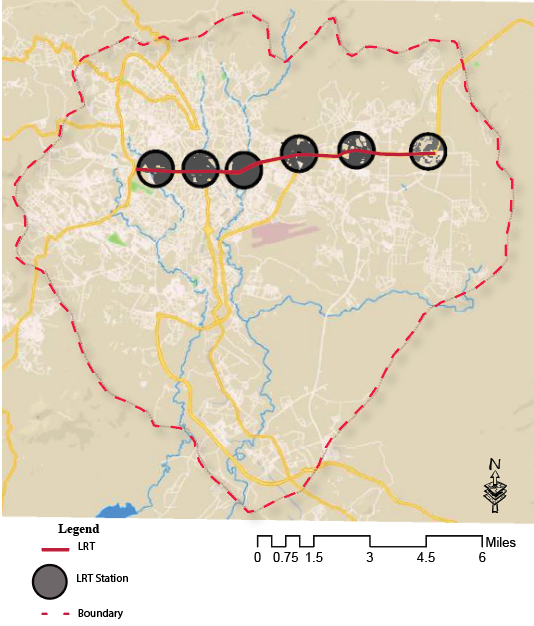 N
Legend
LRT
LRT Station
Boundary
Miles
0 0.75 1.5 3 4.5 6